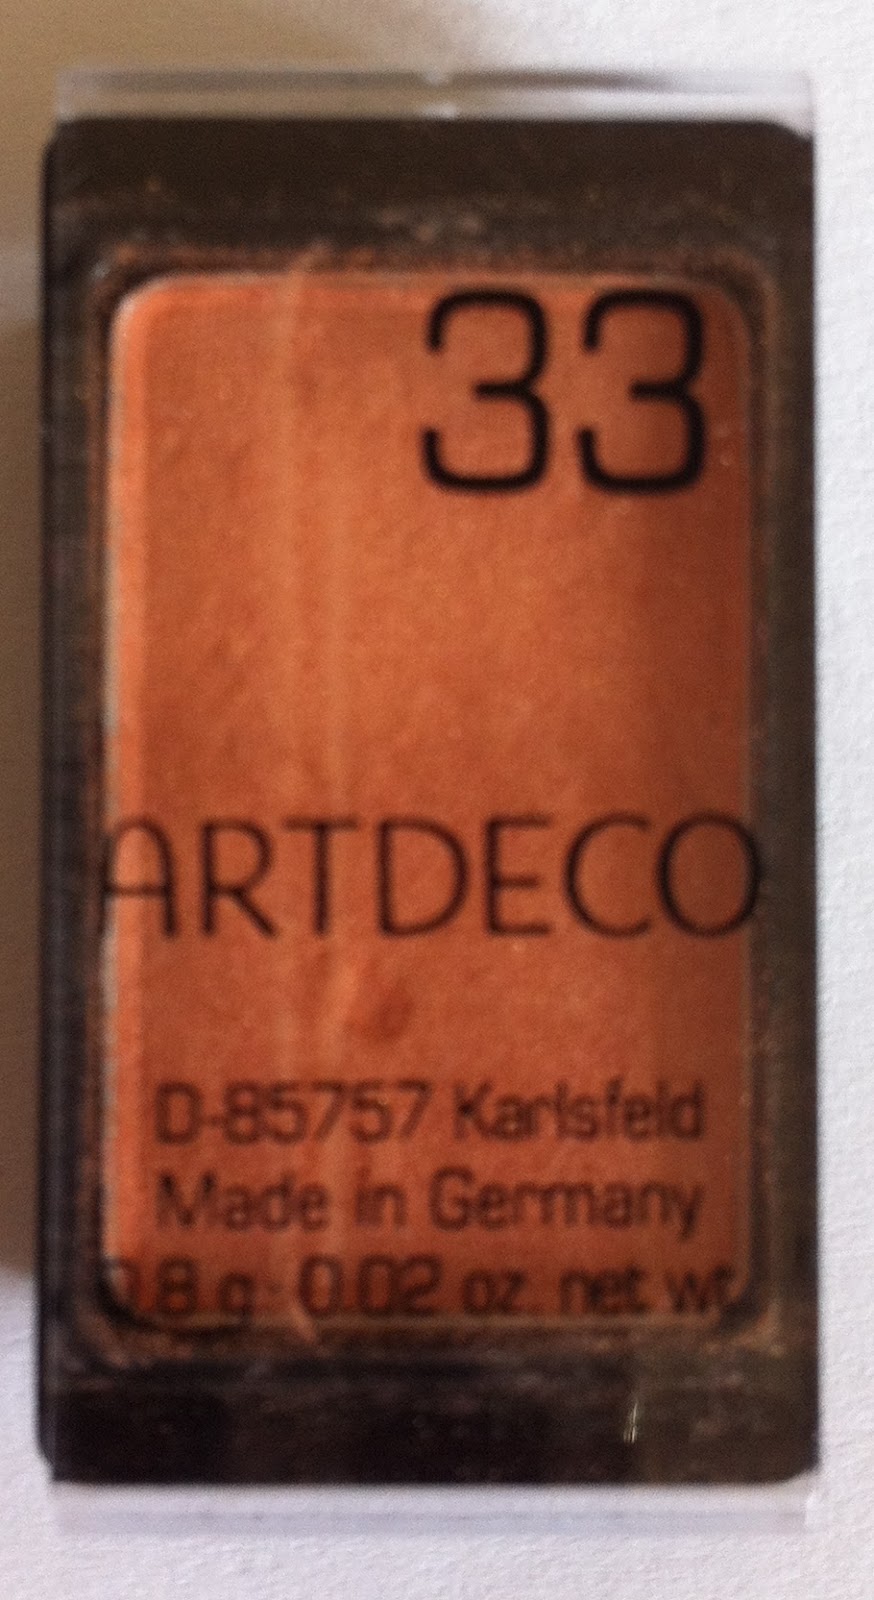 33
ARTDECO
D-85757 Karlsfeld
Made in Germany
0.8 g - 0.02 oz. net wt.